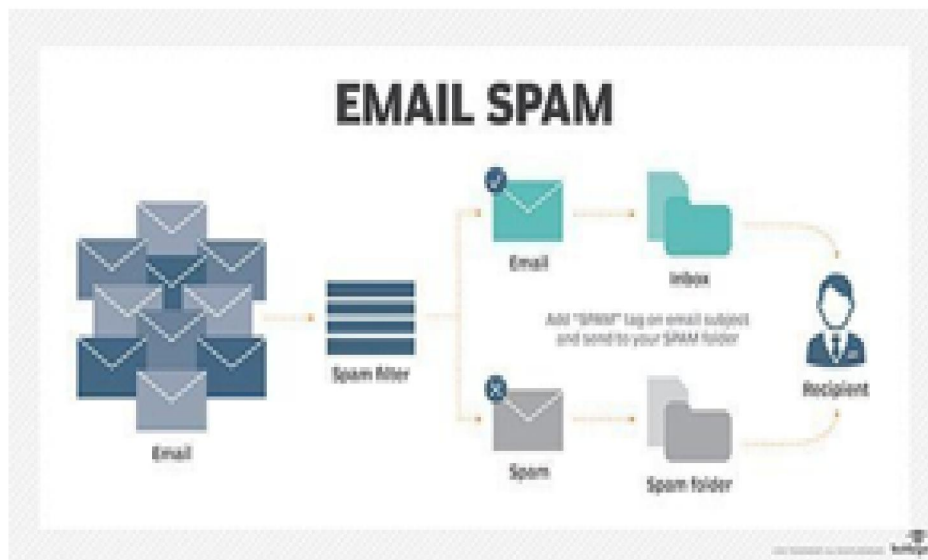 EMAIL SPAM
Email
Inbox
Add "SPAM" tag on email subject
and send to your SPAM folder
Spam filter
Recipient
Email
Spam
Spam folder